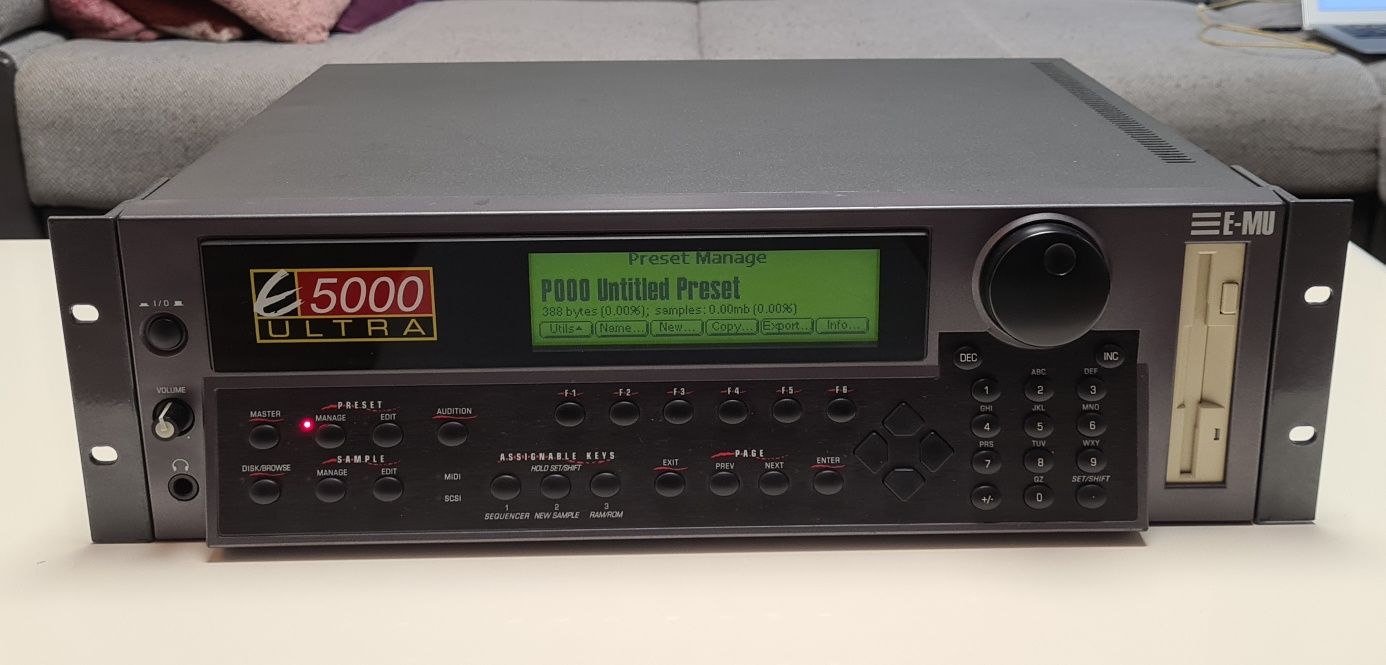 E-MU
E 5000
ULTRA
Preset Manage
P000 Untitled Preset
388 bytes (0.00%); samples: 0.00mb (0.00%)
Utils Name... New... Copy... Export... Info...
I/O
VOLUME
MASTER
PRESET
MANAGE
EDIT
AUDITION
DISK/BROWSE
SAMPLE
MANAGE
EDIT
MIDI
SCSI
F1 F2 F3 F4 F5 F6
ASSIGNABLE KEYS
HOLD SET/SHIFT
1 2 3
SEQUENCER NEW SAMPLE RAM/ROM
EXIT
PAGE
PREV NEXT
ENTER
DEC INC
ABC DEF
1 2 3
GHI JKL MNO
4 5 6
PRS TUV WXY
7 8 9
QZ SET/SHIFT
+/- 0 .